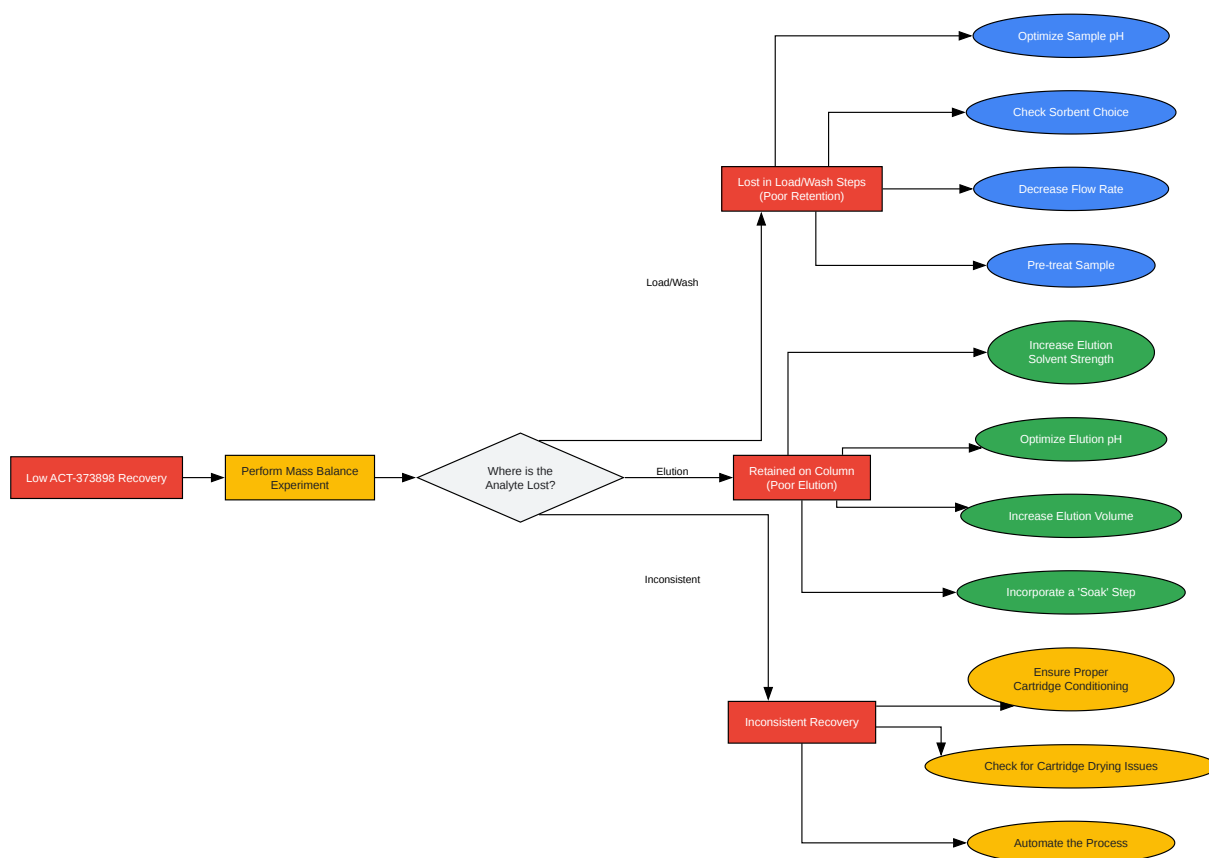 Optimize Sample pH
Check Sorbent Choice
Lost in Load/Wash Steps
(Poor Retention)
Decrease Flow Rate
Pre-treat Sample
Load/Wash
Increase Elution
Solvent Strength
Optimize Elution pH
Low ACT-373898 Recovery
Perform Mass Balance
Experiment
Where is the
Analyte Lost?
Elution
Retained on Column
(Poor Elution)
Increase Elution Volume
Inconsistent
Incorporate a 'Soak' Step
Ensure Proper
Cartridge Conditioning
Inconsistent Recovery
Check for Cartridge Drying Issues
Automate the Process